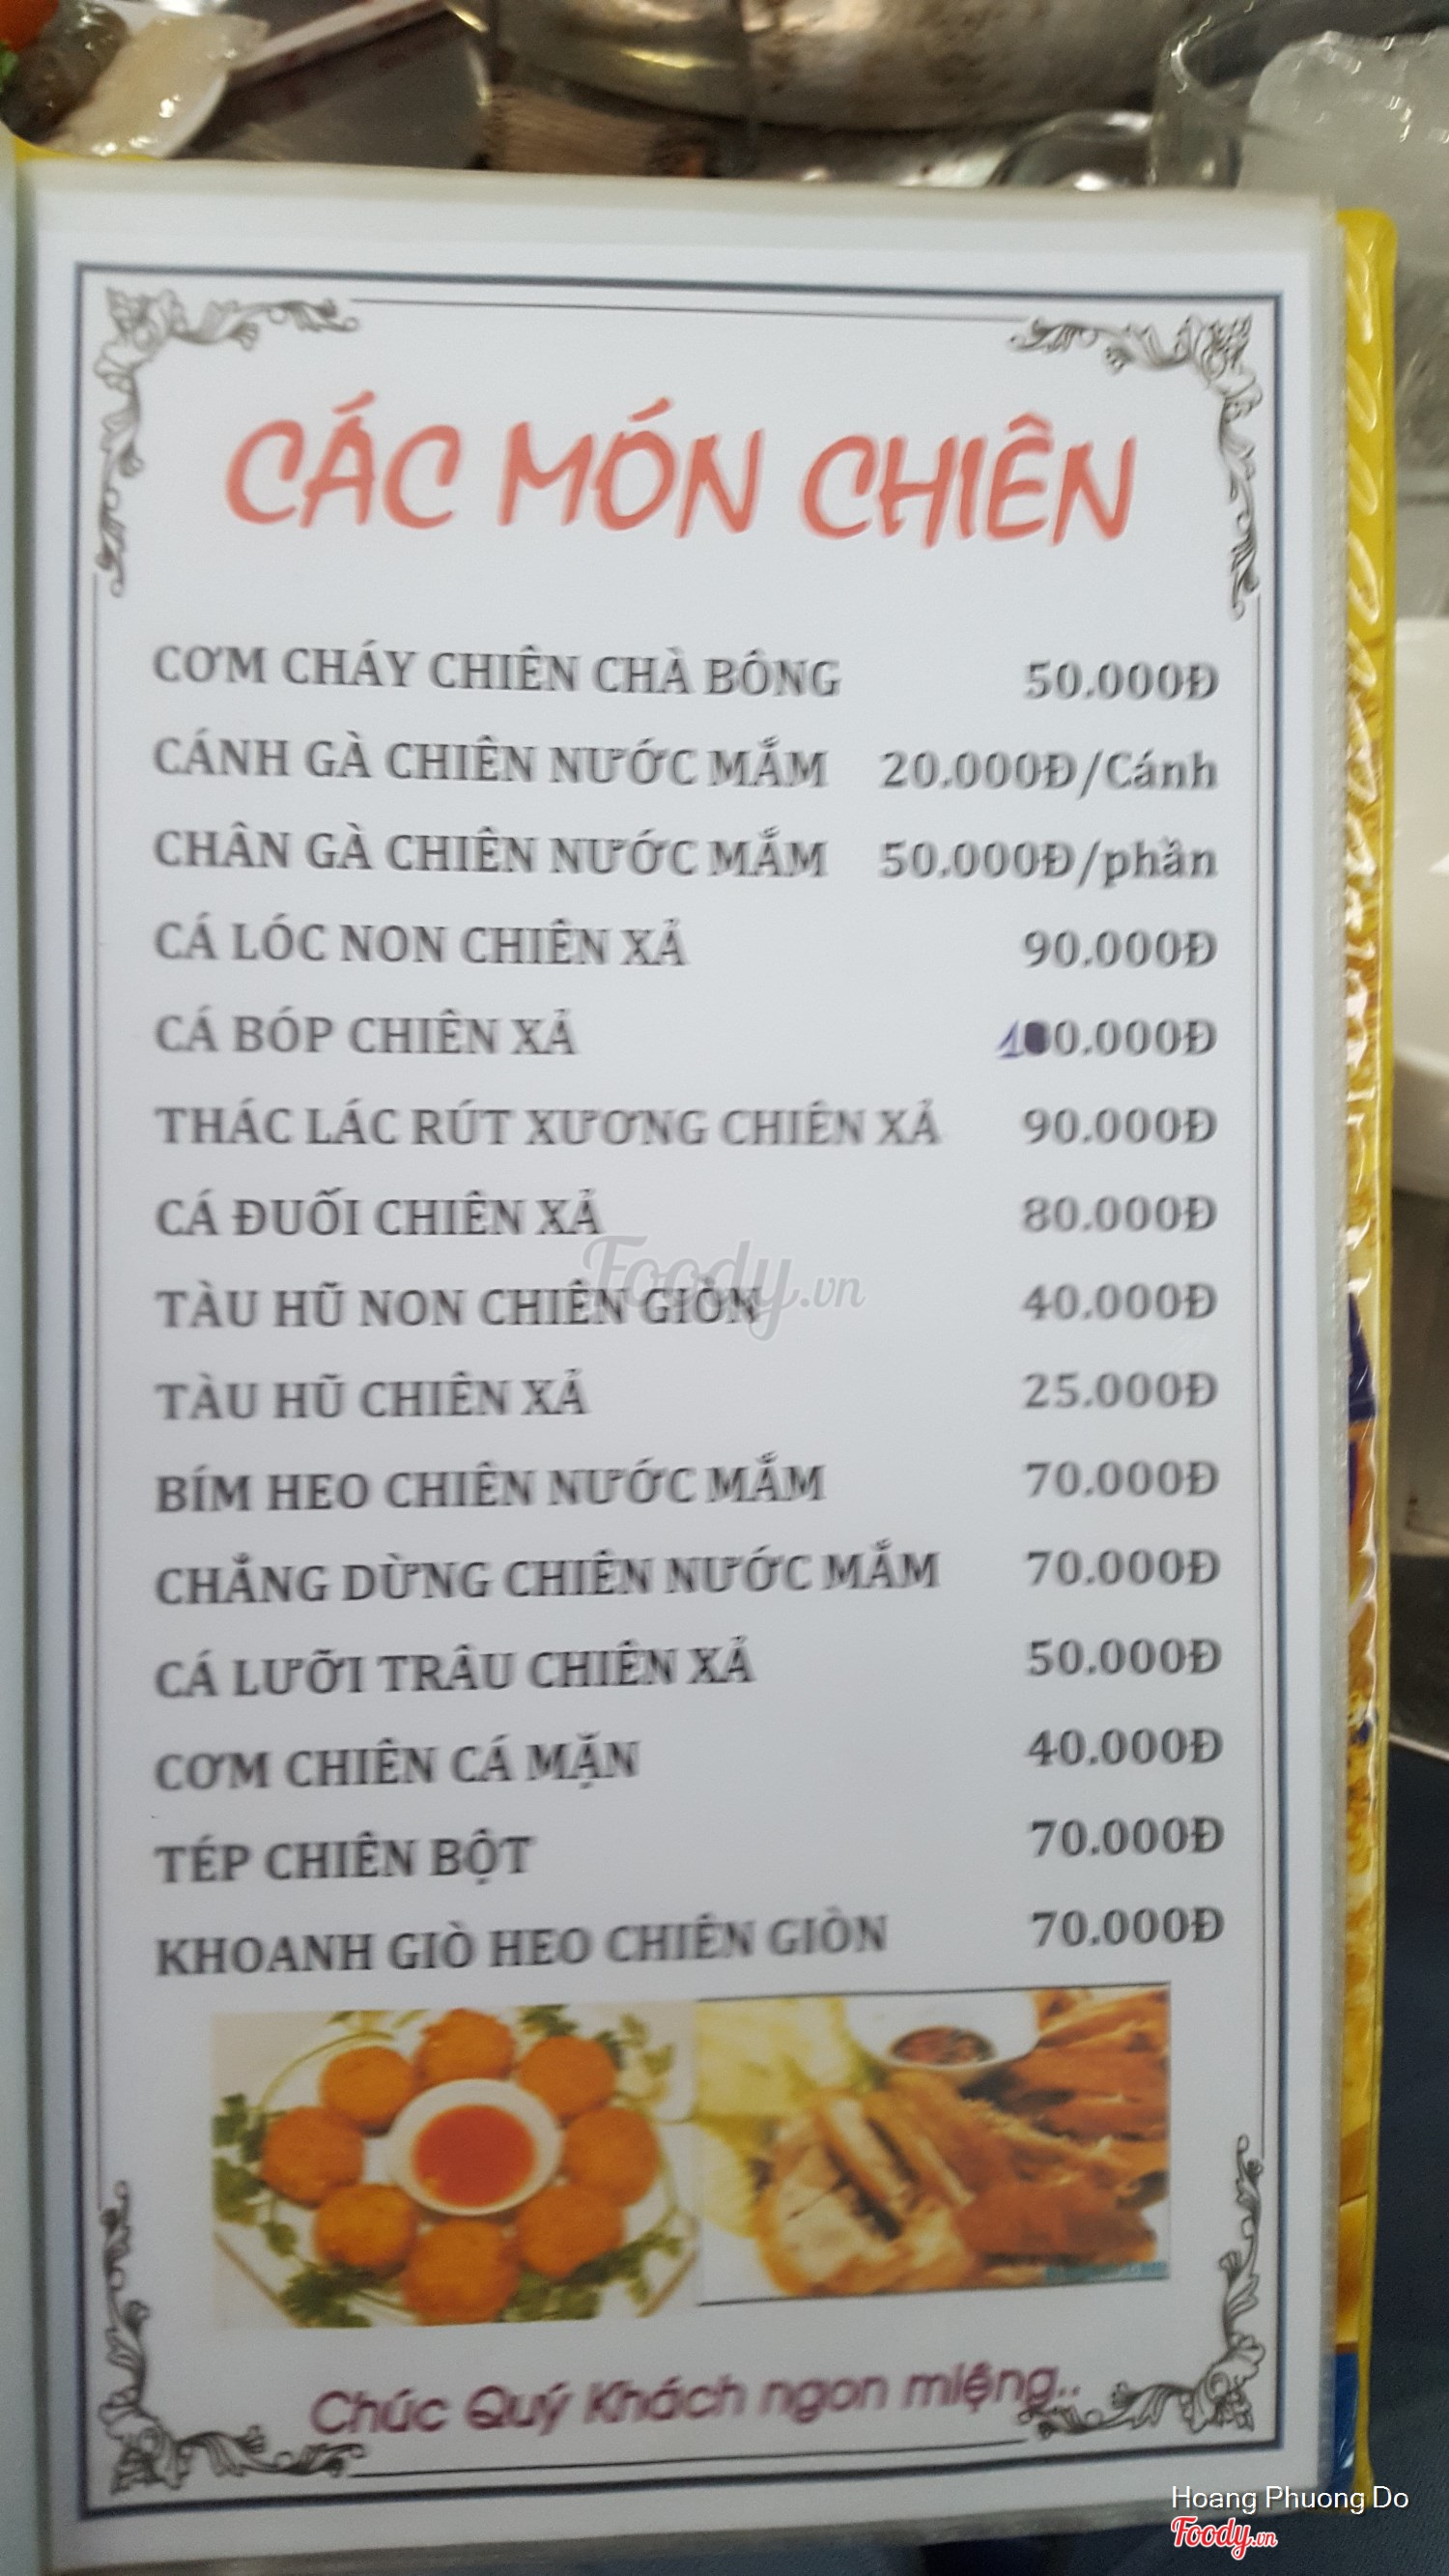 CÁC MÓN CHIÊN
CƠM CHÁY CHIÊN CHÀ BÔNG 50.000Đ
CÁNH GÀ CHIÊN NƯỚC MẮM 20.000Đ/Cánh
CHÂN GÀ CHIÊN NƯỚC MẮM 50.000Đ/phần
CÁ LÓC NON CHIÊN XẢ 90.000Đ
CÁ BÓP CHIÊN XẢ 100.000Đ
THÁC LÁC RÚT XƯƠNG CHIÊN XẢ 90.000Đ
CÁ ĐUỐI CHIÊN XẢ 80.000Đ
Foody.vn
TÀU HŨ NON CHIÊN GIÒN 40.000Đ
TÀU HŨ CHIÊN XẢ 25.000Đ
BÍM HEO CHIÊN NƯỚC MẮM 70.000Đ
CHẲNG DỪNG CHIÊN NƯỚC MẮM 70.000Đ
CÁ LƯỠI TRÂU CHIÊN XẢ 50.000Đ
CƠM CHIÊN CÁ MẶN 40.000Đ
TÉP CHIÊN BỘT 70.000Đ
KHOANH GIÒ HEO CHIÊN GIÒN 70.000Đ
Chúc Quý Khách ngon miệng..
Hoang Phuong Do
Foody.vn